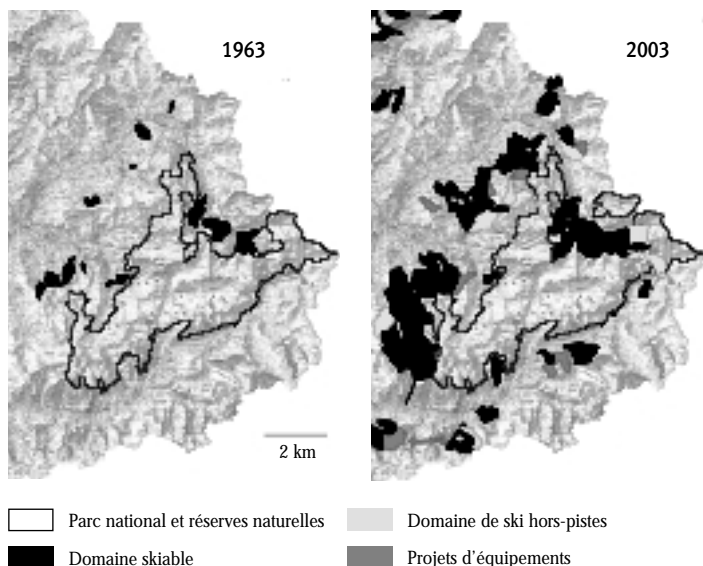 1963
2003
2 km
Parc national et réserves naturelles
Domaine de ski hors-pistes
Domaine skiable
Projets d'équipements